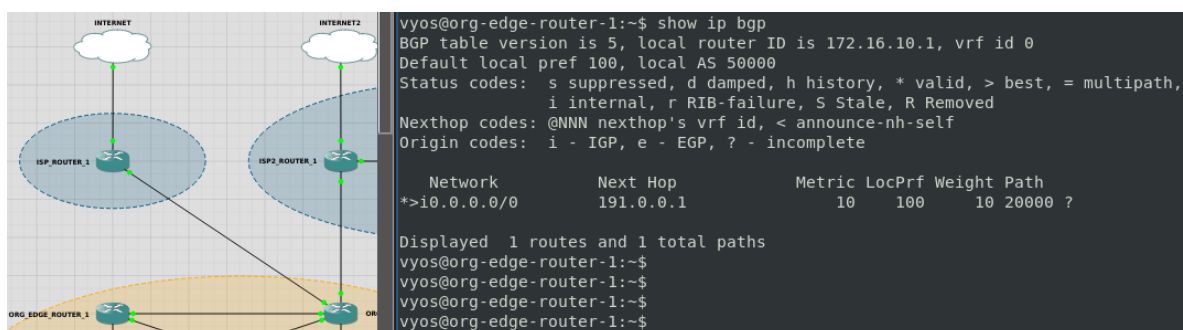 INTERNET
INTERNET2
ISP_ROUTER_1
ISP2_ROUTER_1
ORG_EDGE_ROUTER_1
vyos@org-edge-router-1:~$ show ip bgp
BGP table version is 5, local router ID is 172.16.10.1, vrf id 0
Default local pref 100, local AS 50000
Status codes:  s suppressed, d damped, h history, * valid, > best, = multipath,
i internal, r RIB-failure, S Stale, R Removed
Nexthop codes: @NNN nexthop's vrf id, < announce-nh-self
Origin codes:  i - IGP, e - EGP, ? - incomplete
Network          Next Hop            Metric LocPrf Weight Path
*>i0.0.0.0/0        191.0.0.1               10    100     10 20000 ?
Displayed  1 routes and 1 total paths
vyos@org-edge-router-1:~$
vyos@org-edge-router-1:~$
vyos@org-edge-router-1:~$
vyos@org-edge-router-1:~$